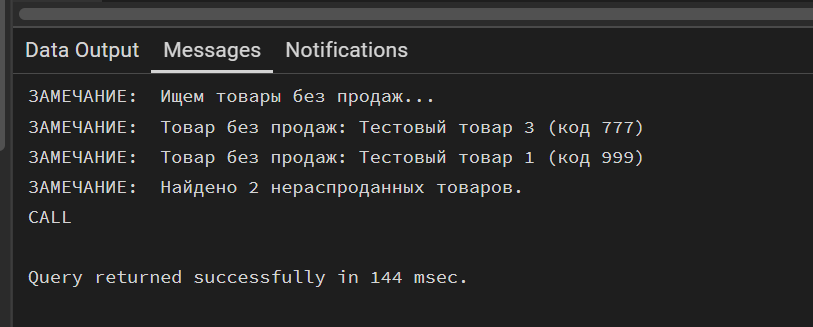 Data Output Messages Notifications
ЗАМЕЧАНИЕ:  Ищем товары без продаж...
ЗАМЕЧАНИЕ:  Товар без продаж: Тестовый товар 3 (код 777)
ЗАМЕЧАНИЕ:  Товар без продаж: Тестовый товар 1 (код 999)
ЗАМЕЧАНИЕ:  Найдено 2 нераспроданных товаров.
CALL
Query returned successfully in 144 msec.